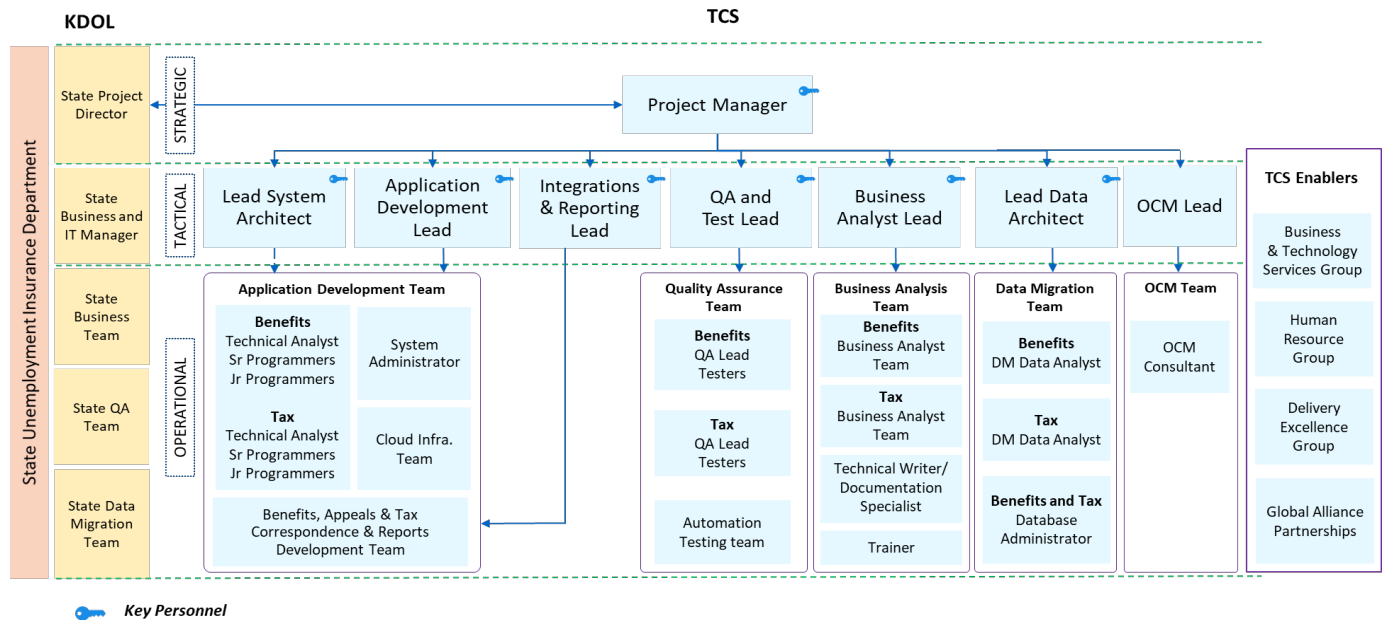 KDOL
TCS
State Unemployment Insurance Department
State Project
Director
STRATEGIC
Project Manager
State
Business and
IT Manager
TACTICAL
Lead System
Architect
Application
Development
Lead
Integrations
& Reporting
Lead
QA and
Test Lead
Business
Analyst Lead
Lead Data
Architect
OCM Lead
State
Business
Team
State QA
Team
State Data
Migration
Team
OPERATIONAL
Application Development Team
Benefits
Technical Analyst
Sr Programmers
Jr Programmers
Tax
Technical Analyst
Sr Programmers
Jr Programmers
System
Administrator
Cloud Infra.
Team
Benefits, Appeals & Tax
Correspondence & Reports
Development Team
Quality Assurance
Team
Benefits
QA Lead
Testers
Tax
QA Lead
Testers
Automation
Testing team
Business Analysis
Team
Benefits
Business Analyst
Team
Tax
Business Analyst
Team
Technical Writer/
Documentation
Specialist
Trainer
Data Migration
Team
Benefits
DM Data Analyst
Tax
DM Data Analyst
Benefits and Tax
Database
Administrator
OCM Team
OCM
Consultant
TCS Enablers
Business
& Technology
Services Group
Human
Resource
Group
Delivery
Excellence
Group
Global Alliance
Partnerships
Key Personnel